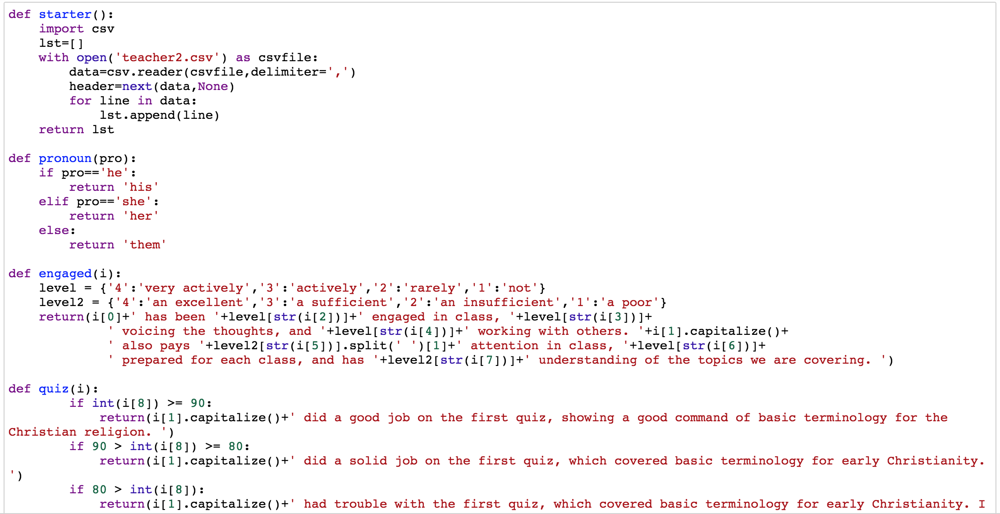 def starter():
    import csv
    lst=[]
    with open('teacher2.csv') as csvfile:
        data=csv.reader(csvfile,delimiter=',')
        header=next(data,None)
        for line in data:
            lst.append(line)
    return lst

def pronoun(pro):
    if pro=='he':
        return 'his'
    elif pro=='she':
        return 'her'
    else:
        return 'them'

def engaged(i):
    level = {'4':'very actively','3':'actively','2':'rarely','1':'not'}
    level2 = {'4':'an excellent','3':'a sufficient','2':'an insufficient','1':'a poor'}
    return(i[0]+' has been '+level[str(i[2])]+' engaged in class, '+level[str(i[3])]+
             ' voicing the thoughts, and '+level[str(i[4])]+' working with others. '+i[1].capitalize()+
             ' also pays '+level2[str(i[5])].split(' ')[1]+' attention in class, '+level[str(i[6])]+
             ' prepared for each class, and has '+level2[str(i[7])]+' understanding of the topics we are covering. ')

def quiz(i):
        if int(i[8]) >= 90:
            return(i[1].capitalize()+' did a good job on the first quiz, showing a good command of basic terminology for the
Christian religion. ')
        if 90 > int(i[8]) >= 80:
            return(i[1].capitalize()+' did a solid job on the first quiz, which covered basic terminology for early Christianity.
')
        if 80 > int(i[8]):
            return(i[1].capitalize()+' had trouble with the first quiz, which covered basic terminology for early Christianity. I